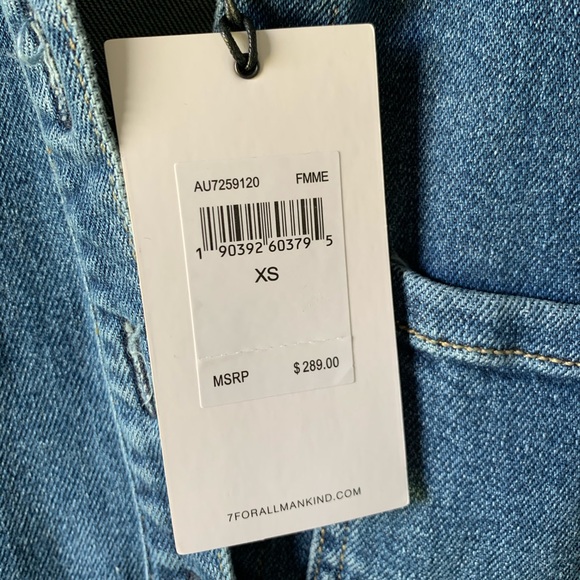 AU7259120 FMME
1 90392 60379 5
XS
MSRP $289.00
7FORALLMANKIND.COM